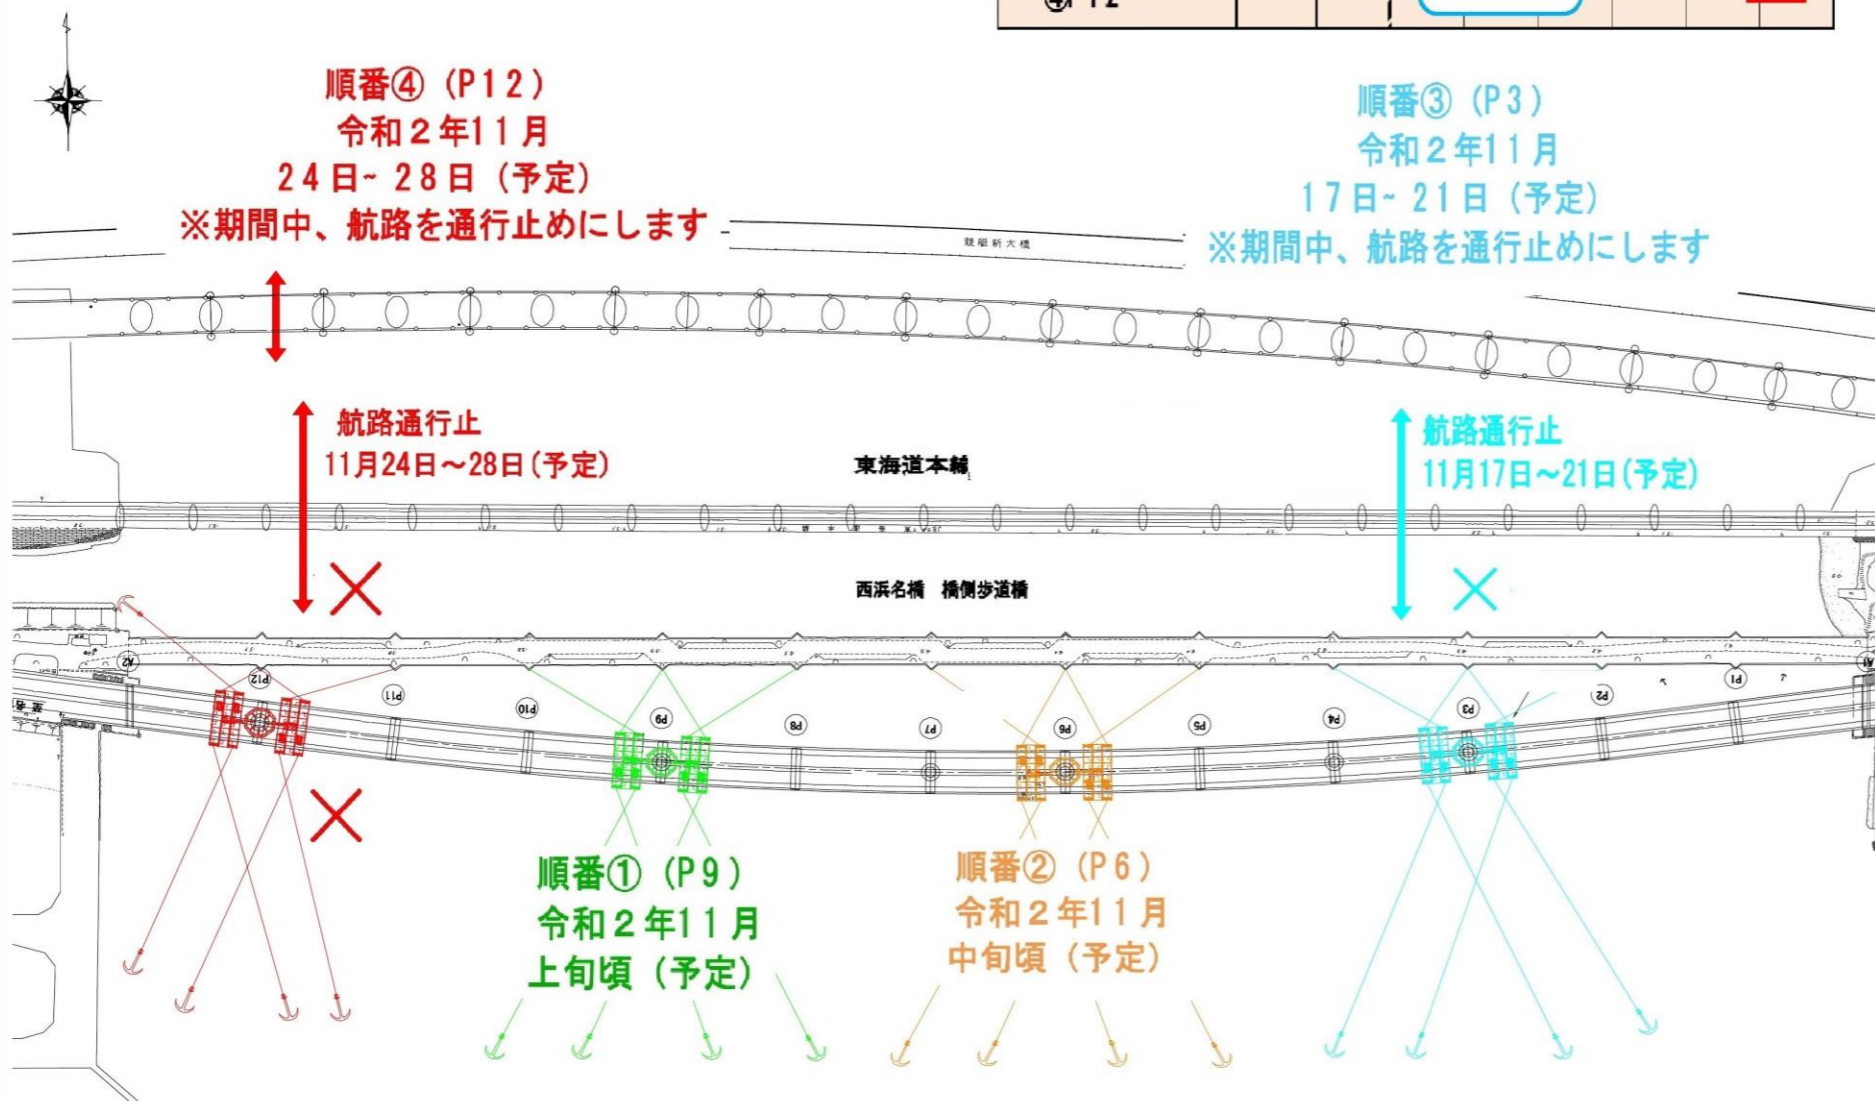 ④P12
順番④（P12）
令和２年11月
24日~ 28日（予定）
※期間中、航路を通行止めにします
順番③（P3）
令和２年11月
17日~ 21日（予定）
※期間中、航路を通行止めにします
競艇新大橋
航路通行止
11月24日～28日(予定)
航路通行止
11月17日～21日(予定)
東海道本線
西浜名橋　橋側歩道橋
A2
P12
P11
P10
P9
P8
P7
P6
P5
P4
P3
P2
P1
A1
順番①（P9）
令和２年11月
上旬頃（予定）
順番②（P6）
令和２年11月
中旬頃（予定）